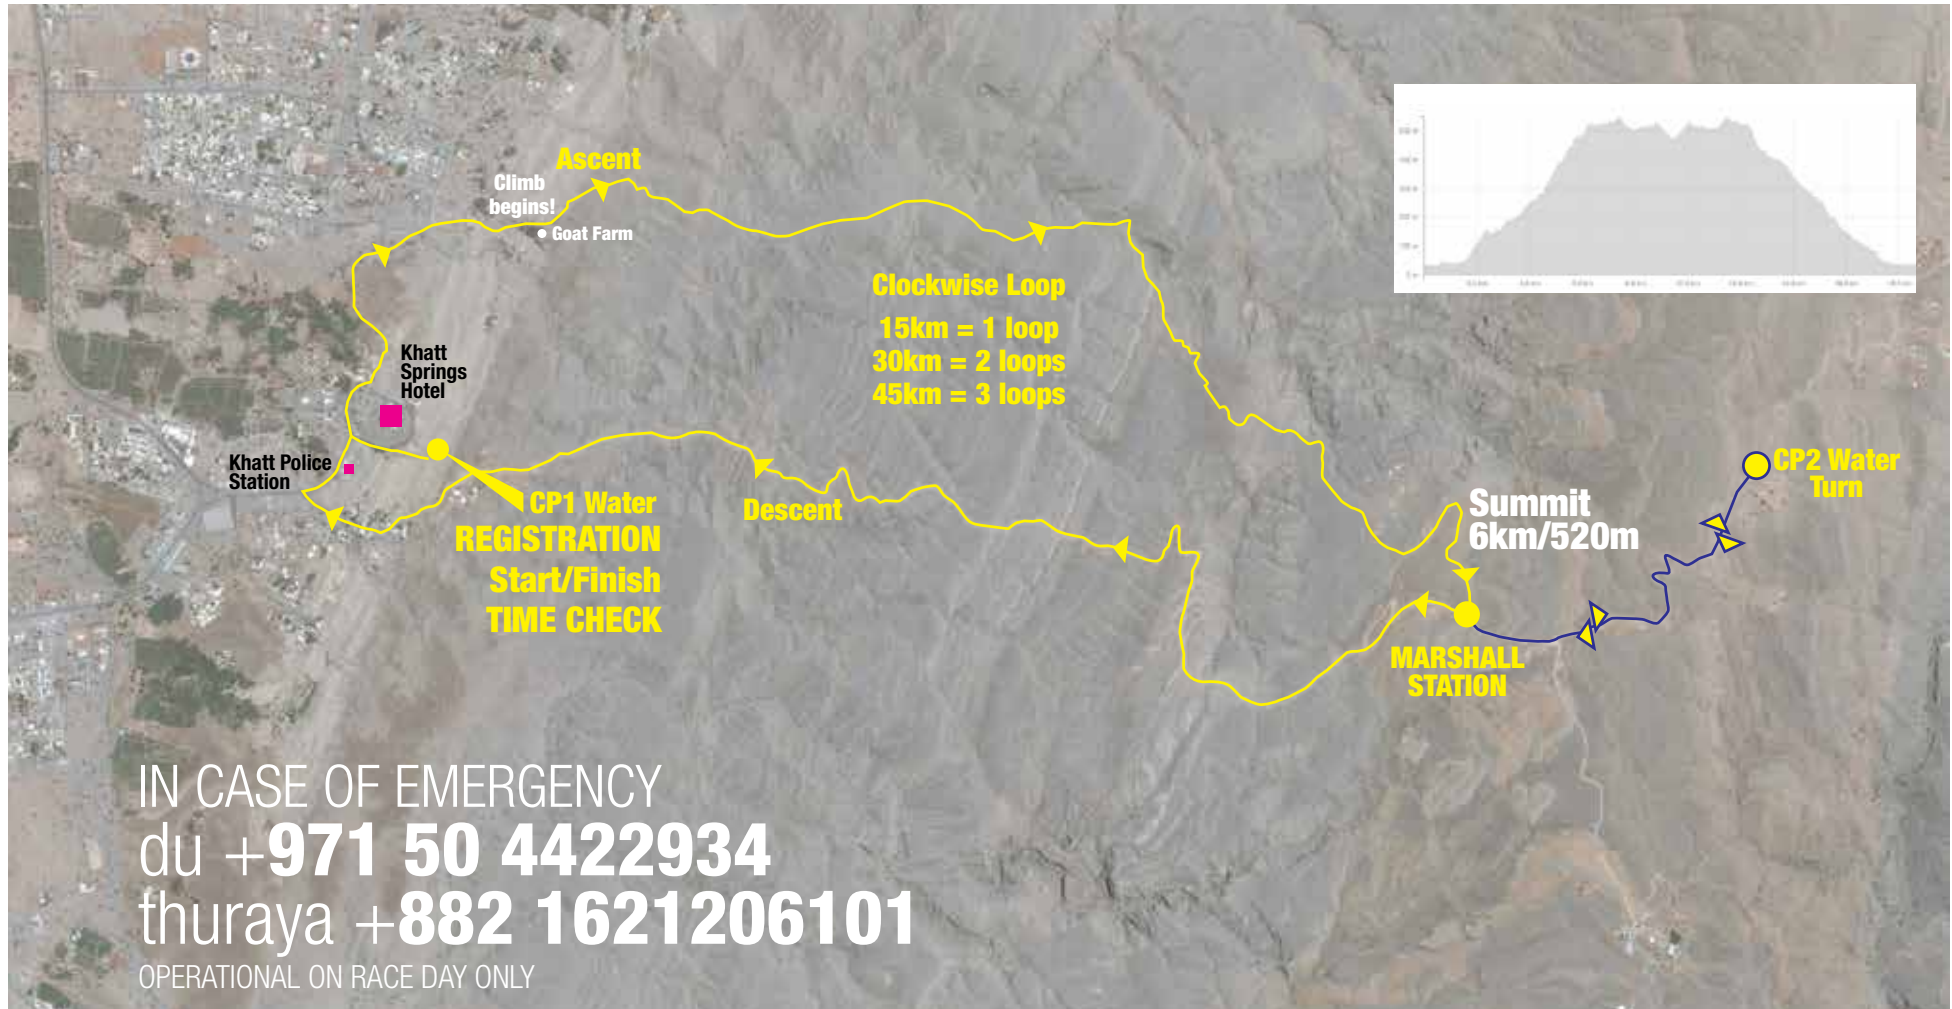 Ascent
Climb
begins!
Goat Farm
Clockwise Loop
15km = 1 loop
30km = 2 loops
45km = 3 loops
Khatt
Springs
Hotel
Khatt Police
Station
CP1 Water
REGISTRATION
Start/Finish
TIME CHECK
Descent
Summit
6km/520m
CP2 Water
Turn
MARSHALL
STATION
IN CASE OF EMERGENCY
du +971 50 4422934
thuraya +882 1621206101
OPERATIONAL ON RACE DAY ONLY